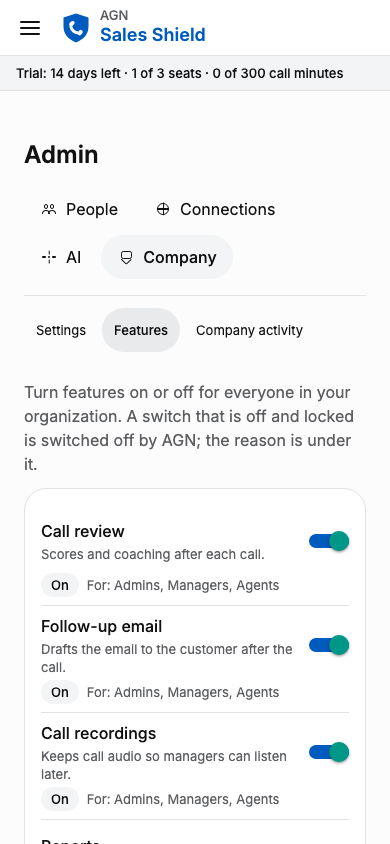 AGN
Sales Shield
Trial: 14 days left · 1 of 3 seats · 0 of 300 call minutes
Admin
People
Connections
AI
Company
Settings
Features
Company activity
Turn features on or off for everyone in your
organization. A switch that is off and locked
is switched off by AGN; the reason is under
it.
Call review
Scores and coaching after each call.
On For: Admins, Managers, Agents
Follow-up email
Drafts the email to the customer after the
call.
On For: Admins, Managers, Agents
Call recordings
Keeps call audio so managers can listen
later.
On For: Admins, Managers, Agents
Reports